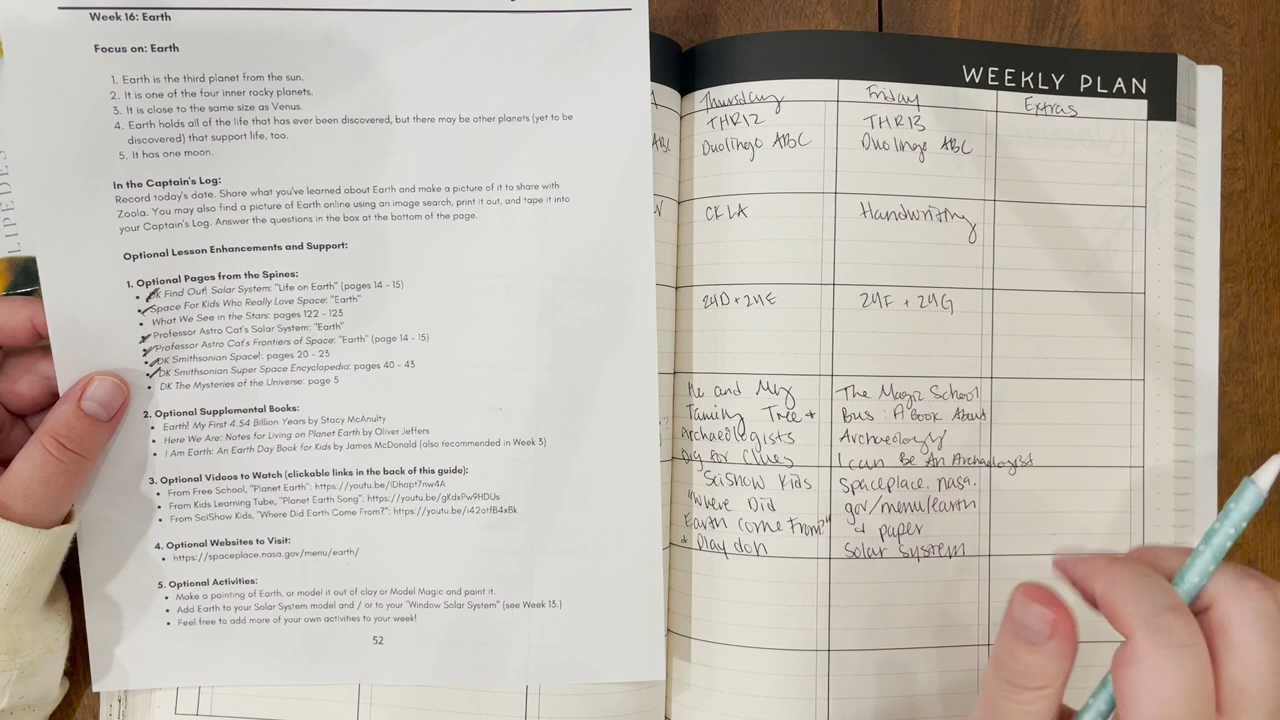 Week 16: Earth
Focus on: Earth
1. Earth is the third planet from the sun.
2. It is one of the four inner rocky planets.
3. It is close to the same size as Venus.
4. Earth holds all of the life that has ever been discovered, but there may be other planets (yet to be
discovered) that support life, too.
5. It has one moon.
In the Captain's Log:
Record today's date. Share what you've learned about Earth and make a picture of it to share with
Zoola. You may also find a picture of Earth online using an image search, print it out, and tape it into
your Captain's Log. Answer the questions in the box at the bottom of the page.
Optional Lesson Enhancements and Support:
1. Optional Pages from the Spines:
• DK Find Out! Solar System: "Life on Earth" (pages 14 - 15)
• Space For Kids Who Really Love Space: "Earth"
• What We See in the Stars: pages 122 - 123
• Professor Astro Cat's Solar System: "Earth"
• Professor Astro Cat's Frontiers of Space: "Earth" (page 14 - 15)
• DK Smithsonian Space!: pages 20 - 23
• DK Smithsonian Super Space Encyclopedia: pages 40 - 43
• DK The Mysteries of the Universe: page 5
2. Optional Supplemental Books:
• Earth! My First 4.54 Billion Years by Stacy McAnulty
• Here We Are: Notes for Living on Planet Earth by Oliver Jeffers
• I Am Earth: An Earth Day Book for Kids by James McDonald (also recommended in Week 3)
3. Optional Videos to Watch (clickable links in the back of this guide):
• From Free School, "Planet Earth": https://youtu.be/lDhopt7nw4A
• From Kids Learning Tube, "Planet Earth Song": https://youtu.be/gKdxPw9HDUs
• From SciShow Kids, "Where Did Earth Come From?": https://youtu.be/i42otfB4xBk
4. Optional Websites to Visit:
• https://spaceplace.nasa.gov/menu/earth/
5. Optional Activities:
• Make a painting of Earth, or model it out of clay or Model Magic and paint it.
• Add Earth to your Solar System model and / or to your "Window Solar System" (see Week 13.)
• Feel free to add more of your own activities to your week!
52
WEEKLY PLAN
Thursday
THR12
Duolingo ABC
CKLA
24D + 24E
Me and My
Family Tree +
Archaeologists
Dig for Clues
SciShow Kids
"Where Did
Earth Come From?"
+ Play doh
Friday
THR13
Duolingo ABC
Handwriting
24F + 24G
The Magic School
Bus: A Book About
Archaeology
I can Be An Archaeologist
spaceplace.nasa.
gov/menu/earth
+ paper
solar system
Extras